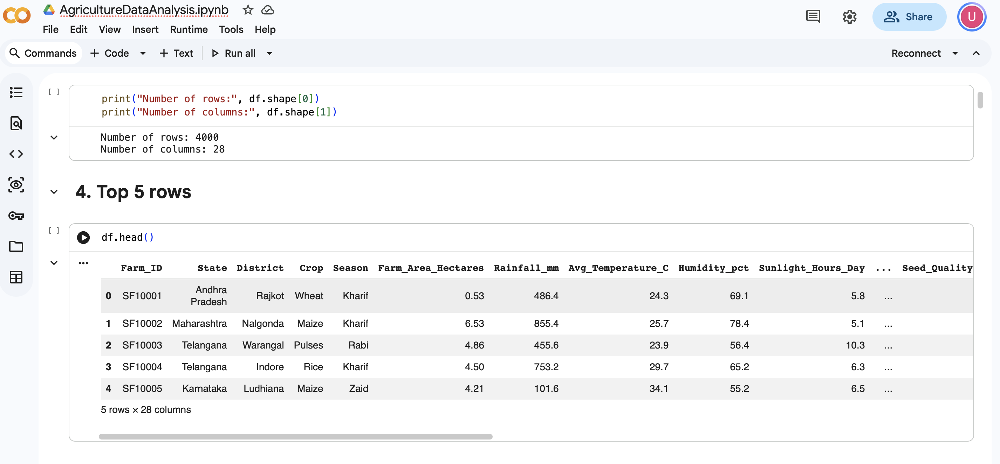 AgricultureDataAnalysis.ipynb
File Edit View Insert Runtime Tools Help
Share
U
Commands + Code + Text Run all Reconnect
[ ]
print("Number of rows:", df.shape[0])
print("Number of columns:", df.shape[1])
Number of rows: 4000
Number of columns: 28
4. Top 5 rows
[ ]
df.head()
... Farm_ID State District Crop Season Farm_Area_Hectares Rainfall_mm Avg_Temperature_C Humidity_pct Sunlight_Hours_Day ... Seed_Quality
0 SF10001 Andhra Pradesh Rajkot Wheat Kharif 0.53 486.4 24.3 69.1 5.8 ...
1 SF10002 Maharashtra Nalgonda Maize Kharif 6.53 855.4 25.7 78.4 5.1 ...
2 SF10003 Telangana Warangal Pulses Rabi 4.86 455.6 23.9 56.4 10.3 ...
3 SF10004 Telangana Indore Rice Kharif 4.50 753.2 29.7 65.2 6.3 ...
4 SF10005 Karnataka Ludhiana Maize Zaid 4.21 101.6 34.1 55.2 6.5 ...
5 rows × 28 columns